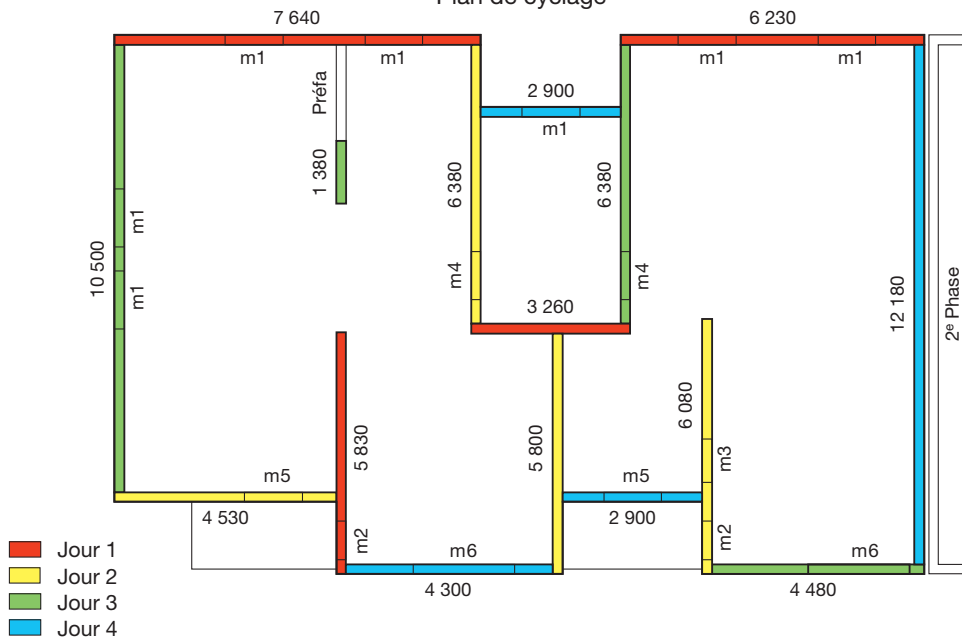 Plan de cyclage
7 640
6 230
m1
m1
m1
m1
Préfa
2 900
m1
1 380
6 380
6 380
m1
10 500
m1
m4
m4
3 260
12 180
2e Phase
5 830
5 800
6 080
m3
m5
m5
4 530
2 900
m2
m2
m6
m6
4 300
4 480
Jour 1
Jour 2
Jour 3
Jour 4